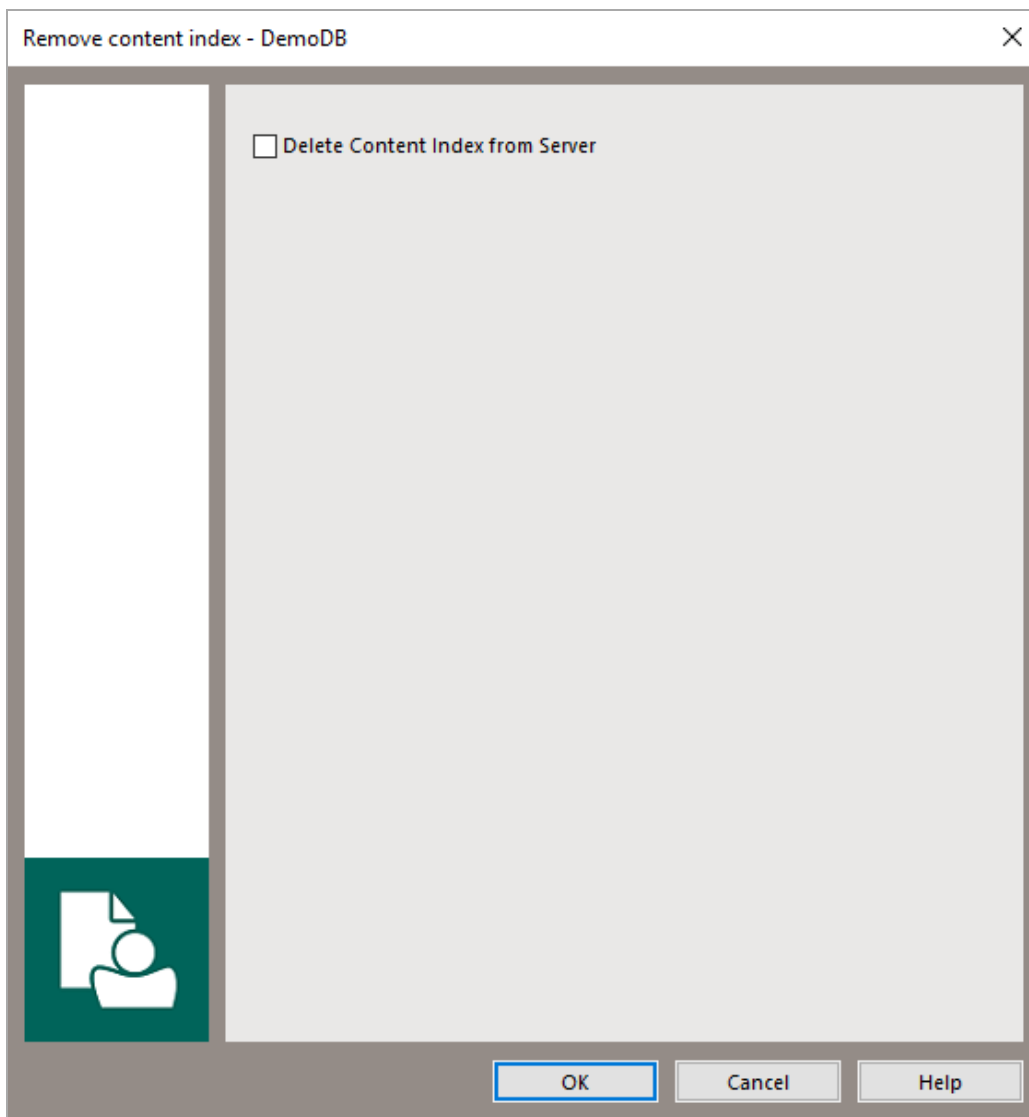 Remove content index - DemoDB
Delete Content Index from Server
OK Cancel Help